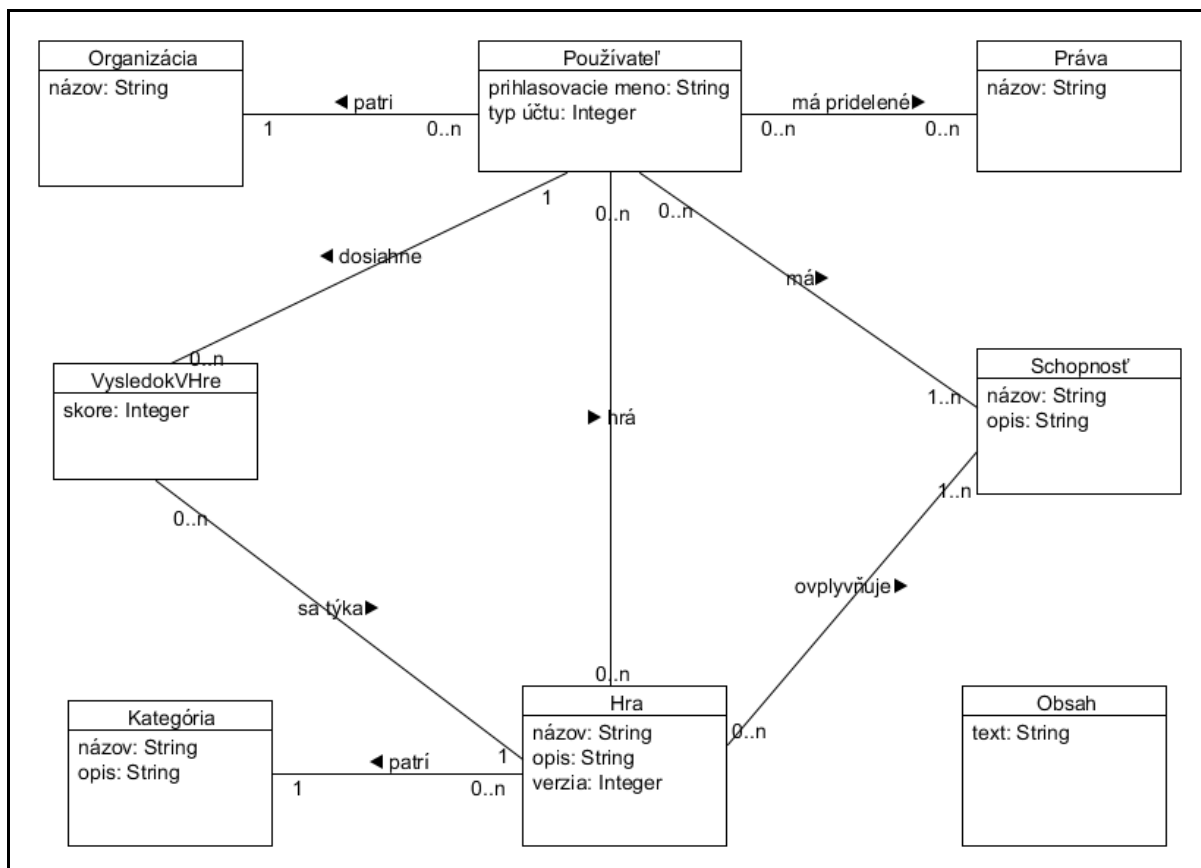 Organizácia
názov: String
Používateľ
prihlasovacie meno: String
typ účtu: Integer
Práva
názov: String
◄ patri
1
0..n
má pridelené►
0..n
0..n
1
0..n
0..n
◄ dosiahne
má►
0..n
VysledokVHre
skore: Integer
Schopnosť
názov: String
opis: String
1..n
► hrá
1..n
0..n
ovplyvňuje►
sa týka►
0..n
Kategória
názov: String
opis: String
Hra
názov: String
opis: String
verzia: Integer
Obsah
text: String
0..n
1
◄ patrí
1
0..n